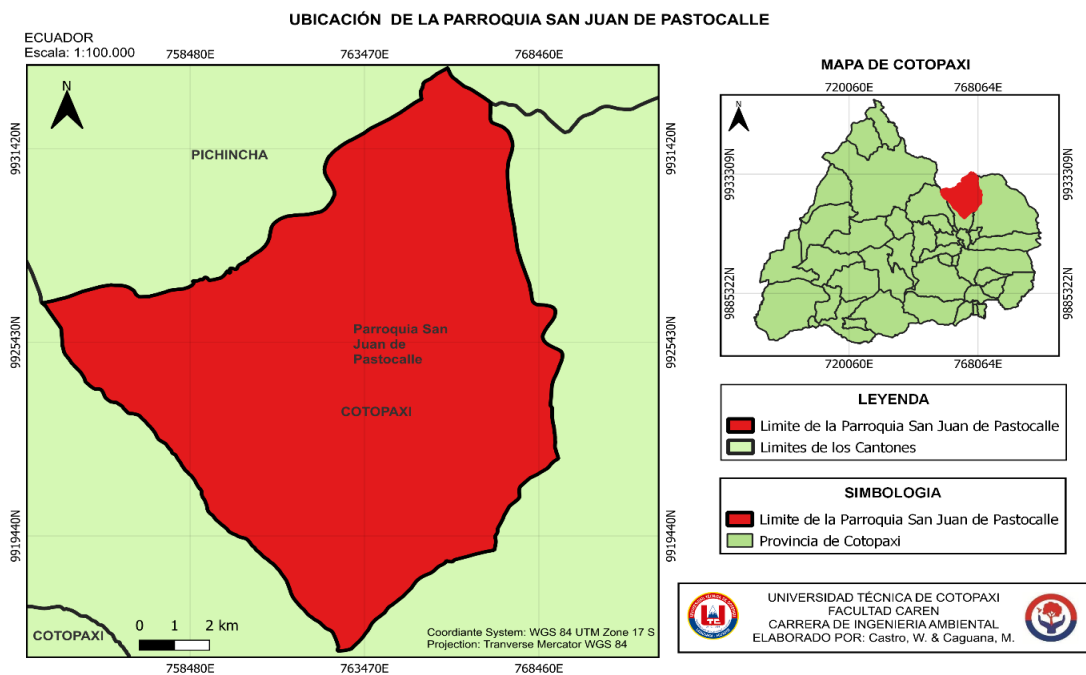 UBICACIÓN DE LA PARROQUIA SAN JUAN DE PASTOCALLE
ECUADOR
Escala: 1:100.000
758480E
763470E
768460E
N
9931420N
9931420N
PICHINCHA
9925430N
9925430N
Parroquia San
Juan de
Pastocalle
COTOPAXI
9919440N
9919440N
COTOPAXI
0 1 2 km
Coordiante System: WGS 84 UTM Zone 17 S
Projection: Tranverse Mercator WGS 84
758480E
763470E
768460E
MAPA DE COTOPAXI
720060E
768064E
N
9933309N
9933309N
9885322N
9885322N
720060E
768064E
LEYENDA
Limite de la Parroquia San Juan de Pastocalle
Limites de los Cantones
SIMBOLOGIA
Limite de la Parroquia San Juan de Pastocalle
Provincia de Cotopaxi
UNIVERSIDAD TÉCNICA DE COTOPAXI
FACULTAD CAREN
CARRERA DE INGENIERIA AMBIENTAL
ELABORADO POR: Castro, W. & Caguana, M.